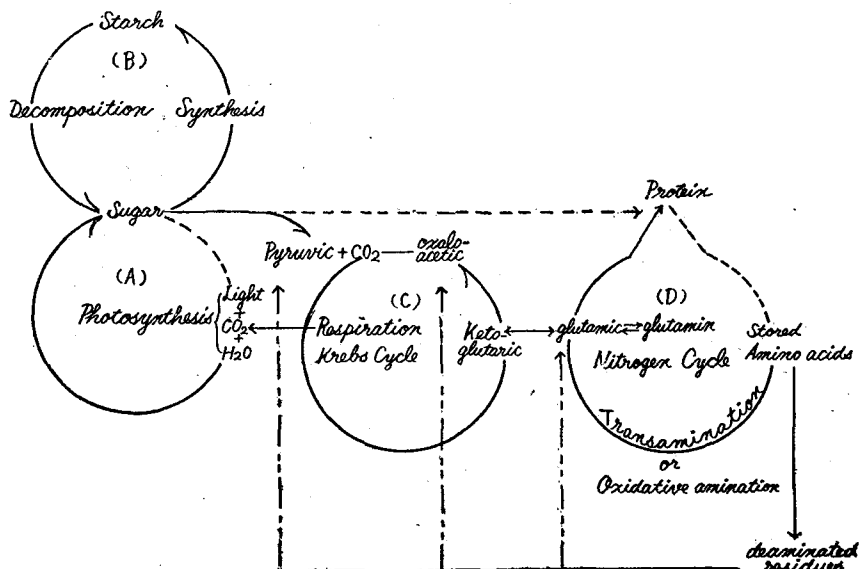 Starch
(B)
Decomposition Synthesis
Sugar
Protein
Pyruvic + CO2
oxalo-
acetic
(A)
Photosynthesis
Light
+
CO2
+
H2O
(C)
Respiration
Krebs Cycle
Keto-
glutaric
(D)
glutamic ⇌ glutamin
Nitrogen Cycle
Stored
Amino acids
Transamination
or
Oxidative amination
deaminated
residues